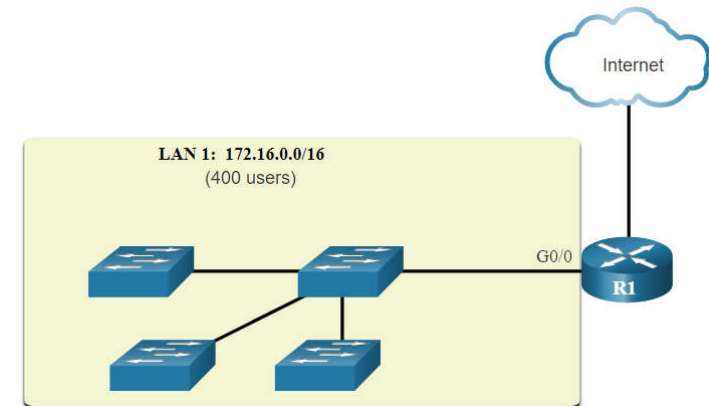 Internet
LAN 1: 172.16.0.0/16
(400 users)
G0/0
R1